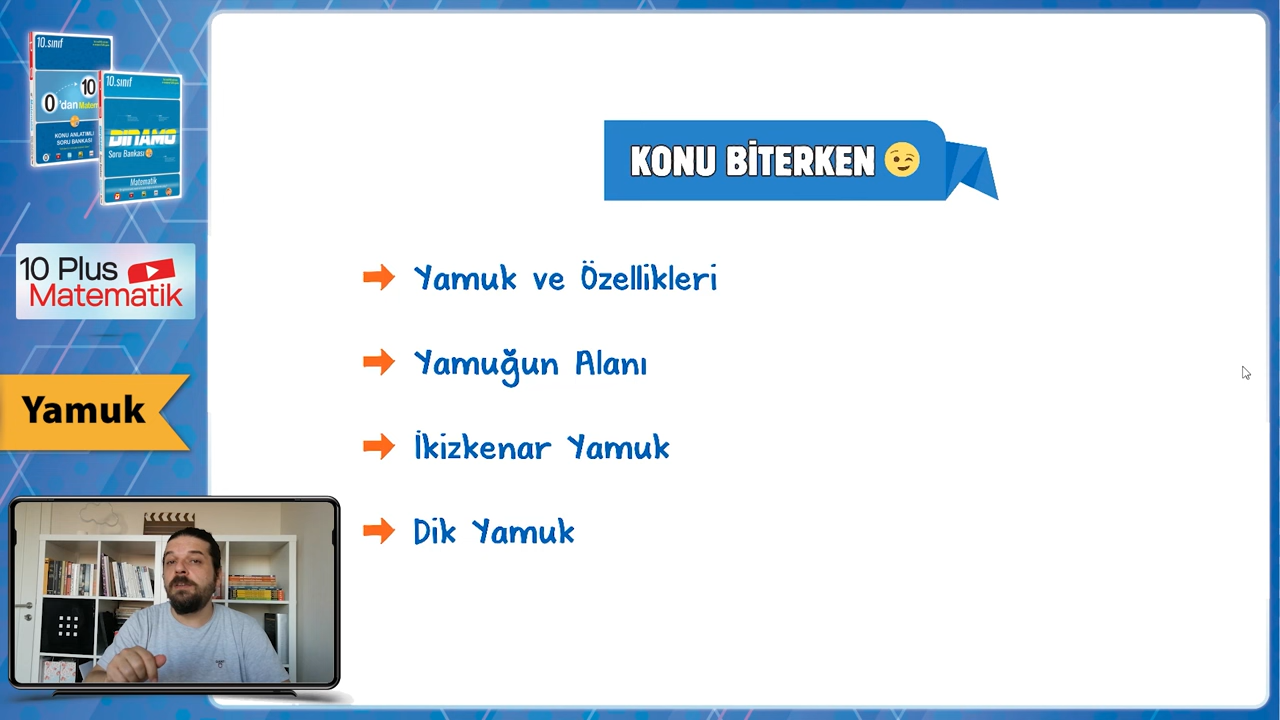 10.sınıf
0'dan 10
KONU ANLATIMLI
SORU BANKASI
10.sınıf
DİNAMO
Soru Bankası
Matematik
10 Plus
Matematik
Yamuk
KONU BİTERKEN
Yamuk ve Özellikleri
Yamuğun Alanı
İkizkenar Yamuk
Dik Yamuk